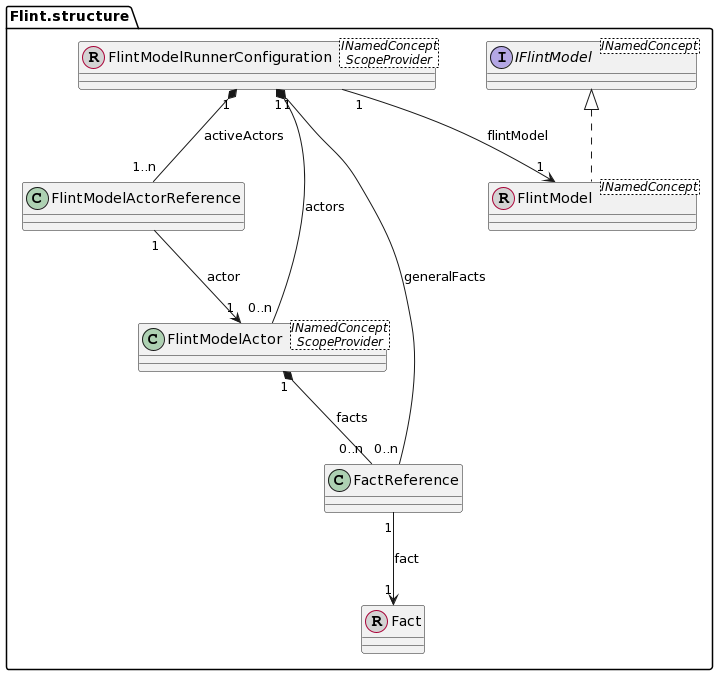 Flint.structure
R FlintModelRunnerConfiguration
INamedConcept
ScopeProvider
I IFlintModel
INamedConcept
1
1 1
1
activeActors
flintModel
1..n
1
C FlintModelActorReference
R FlintModel
INamedConcept
actors
1
actor
generalFacts
1
0..n
C FlintModelActor
INamedConcept
ScopeProvider
1
facts
0..n
0..n
C FactReference
1
fact
1
R Fact